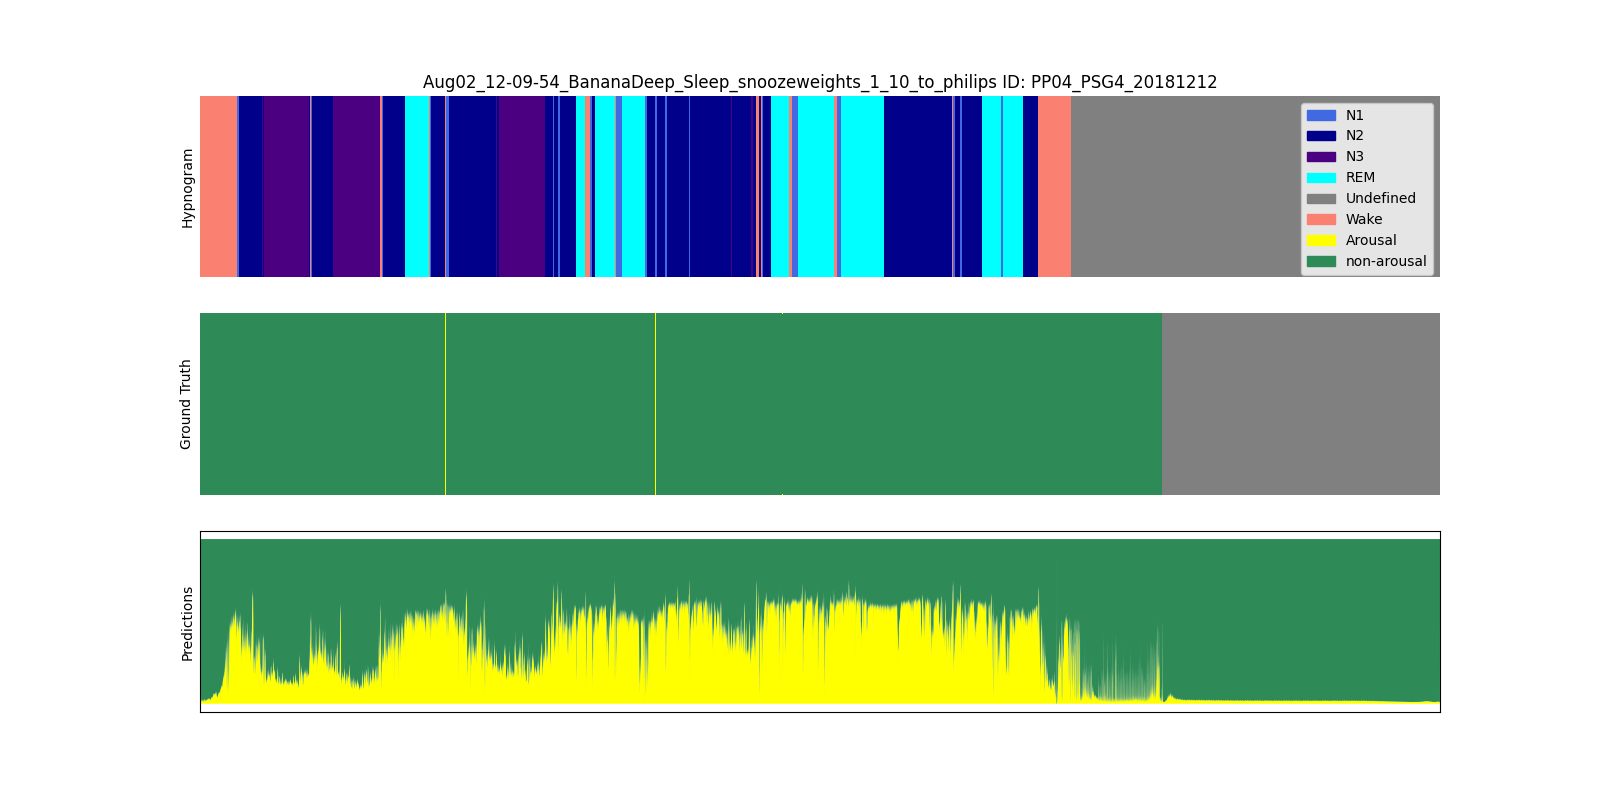 Aug02_12-09-54_BananaDeep_Sleep_snoozeweights_1_10_to_philips ID: PP04_PSG4_20181212
Hypnogram
N1
N2
N3
REM
Undefined
Wake
Arousal
non-arousal
Ground Truth
Predictions